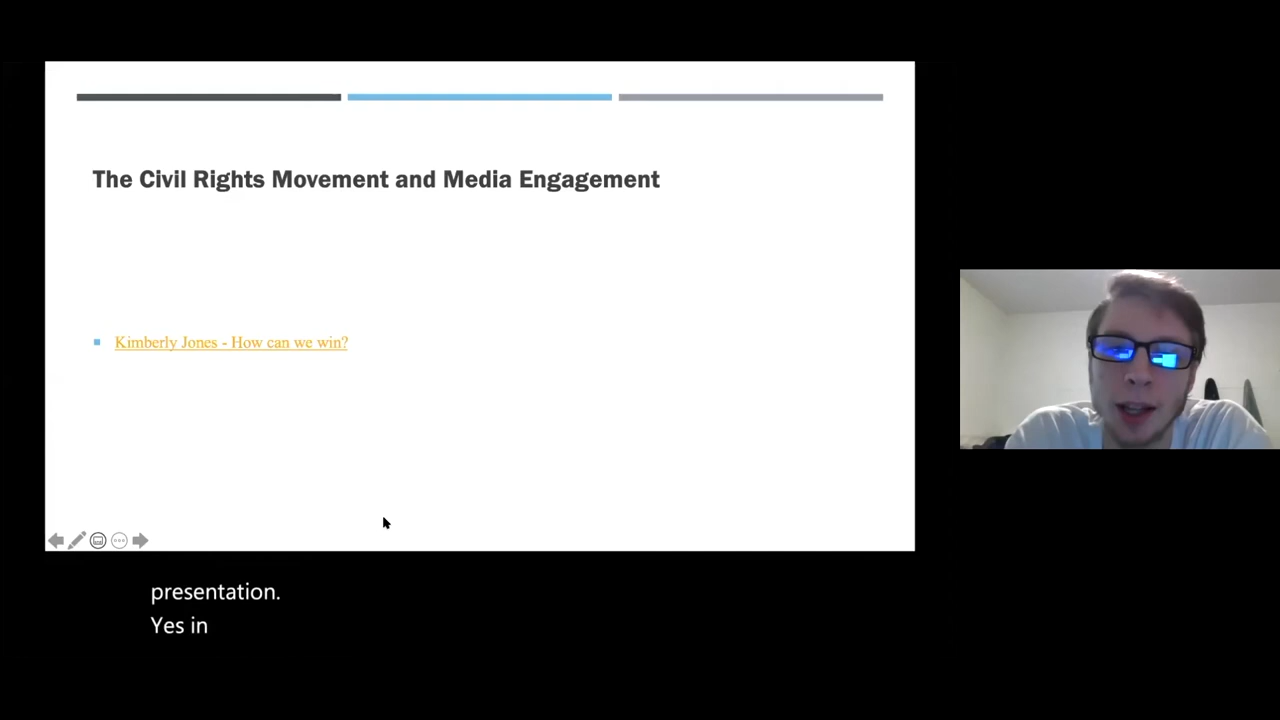 The Civil Rights Movement and Media Engagement
Kimberly Jones - How can we win?
presentation.
Yes in